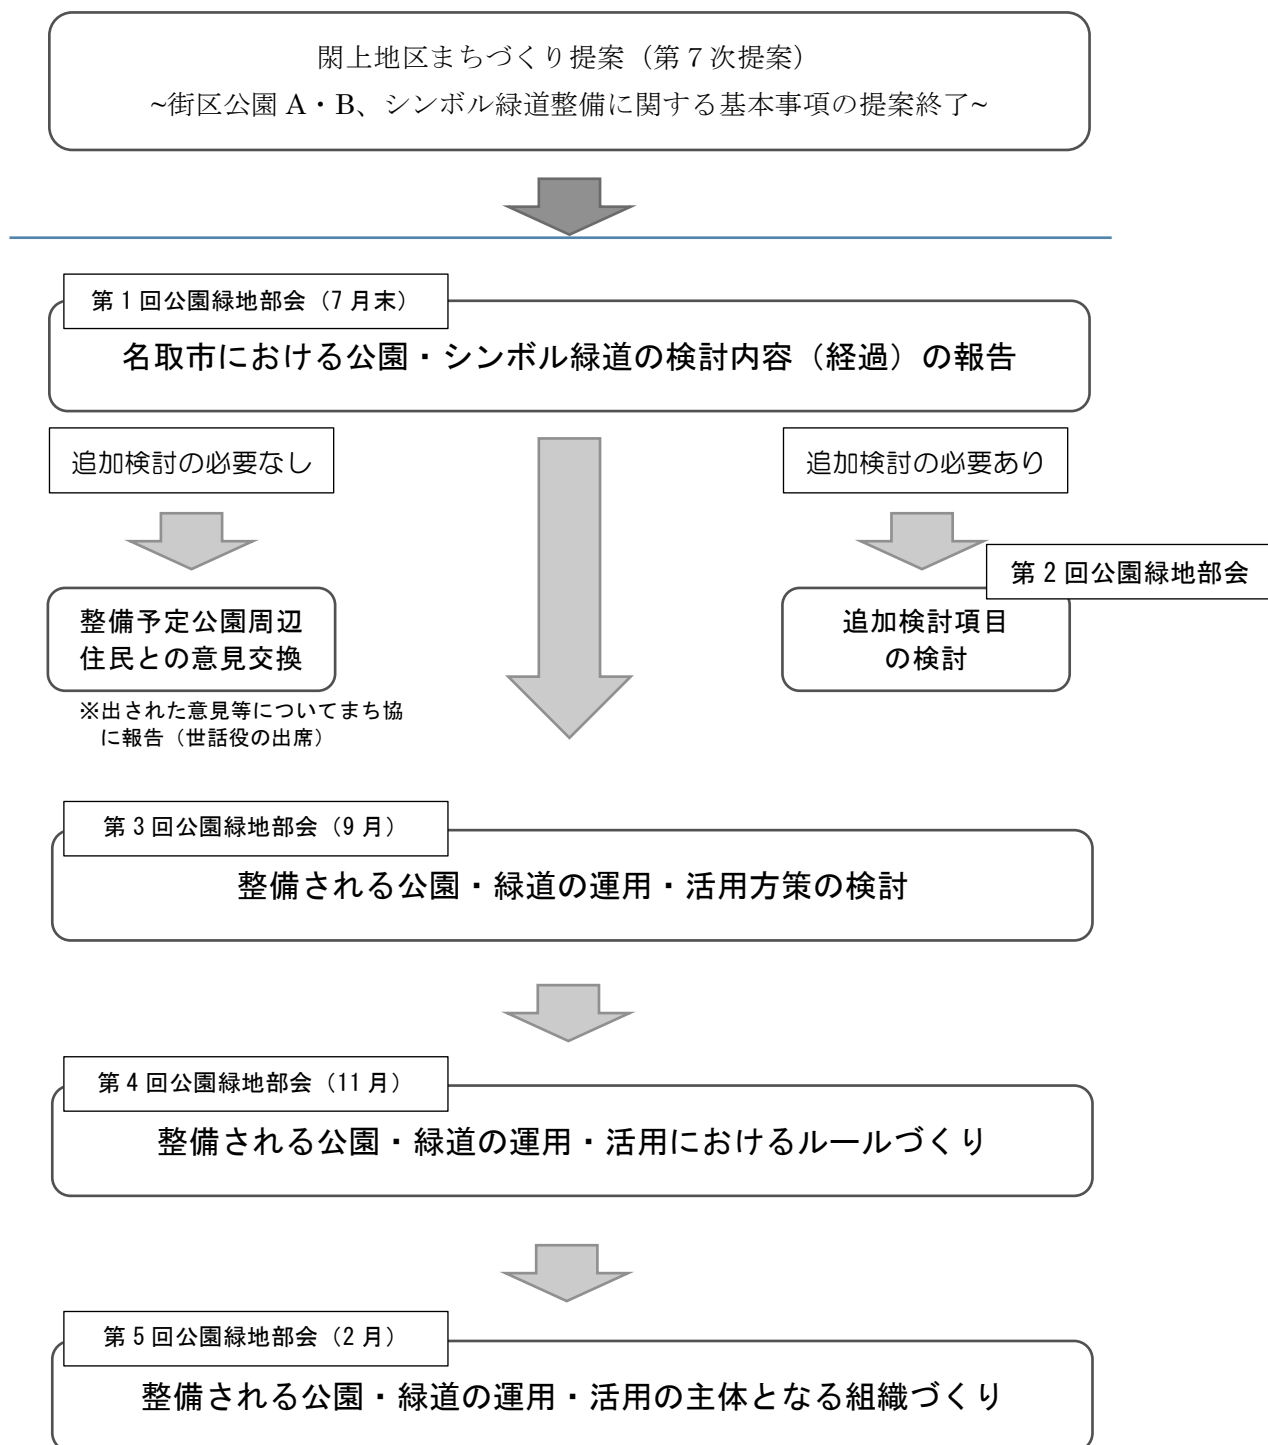 閖上地区まちづくり提案（第７次提案）
~街区公園 A・B、シンボル緑道整備に関する基本事項の提案終了~
第 1 回公園緑地部会（7 月末）
名取市における公園・シンボル緑道の検討内容（経過）の報告
追加検討の必要なし
追加検討の必要あり
第 2 回公園緑地部会
整備予定公園周辺
住民との意見交換
追加検討項目
の検討
※出された意見等についてまち協
に報告（世話役の出席）
第 3 回公園緑地部会（9 月）
整備される公園・緑道の運用・活用方策の検討
第 4 回公園緑地部会（11 月）
整備される公園・緑道の運用・活用におけるルールづくり
第 5 回公園緑地部会（2 月）
整備される公園・緑道の運用・活用の主体となる組織づくり